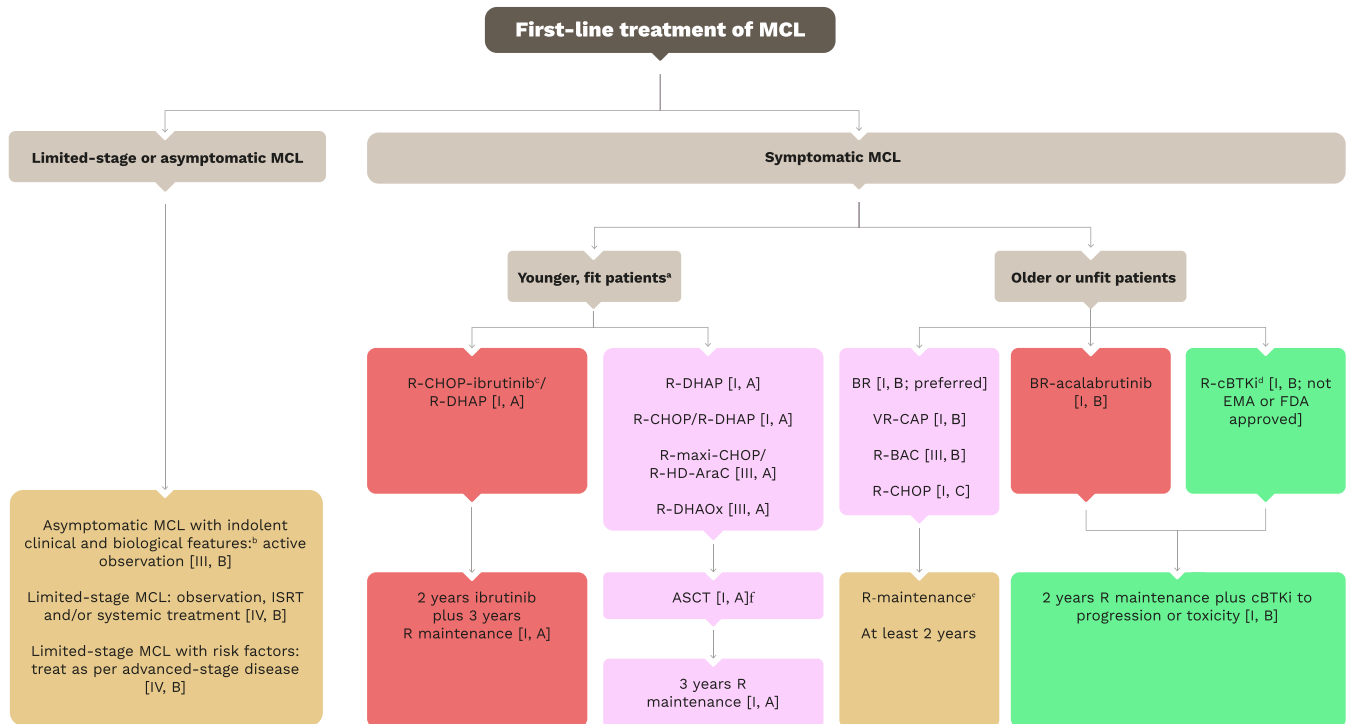 First-line treatment of MCL
Limited-stage or asymptomatic MCL
Symptomatic MCL
Younger, fit patientsᵃ
Older or unfit patients
R-CHOP-ibrutinibᶜ/
R-DHAP [I, A]
R-DHAP [I, A]
R-CHOP/R-DHAP [I, A]
R-maxi-CHOP/
R-HD-AraC [III, A]
R-DHAOx [III, A]
BR [I, B; preferred]
VR-CAP [I, B]
R-BAC [III, B]
R-CHOP [I, C]
BR-acalabrutinib
[I, B]
R-cBTKiᵈ [I, B; not
EMA or FDA
approved]
Asymptomatic MCL with indolent
clinical and biological features:ᵇ active
observation [III, B]
Limited-stage MCL: observation, ISRT
and/or systemic treatment [IV, B]
Limited-stage MCL with risk factors:
treat as per advanced-stage disease
[IV, B]
2 years ibrutinib
plus 3 years
R maintenance [I, A]
ASCT [I, A]f
3 years R
maintenance [I, A]
R-maintenanceᵉ
At least 2 years
2 years R maintenance plus cBTKi to
progression or toxicity [I, B]